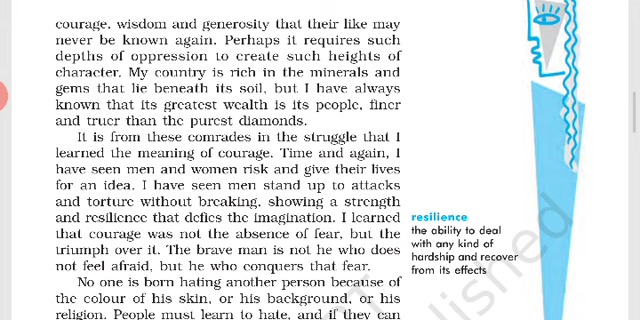 courage, wisdom and generosity that their like may
never be known again. Perhaps it requires such
depths of oppression to create such heights of
character. My country is rich in the minerals and
gems that lie beneath its soil, but I have always
known that its greatest wealth is its people, finer
and truer than the purest diamonds.
It is from these comrades in the struggle that I
learned the meaning of courage. Time and again, I
have seen men and women risk and give their lives
for an idea. I have seen men stand up to attacks
and torture without breaking, showing a strength
and resilience that defies the imagination. I learned
that courage was not the absence of fear, but the
triumph over it. The brave man is not he who does
not feel afraid, but he who conquers that fear.
No one is born hating another person because of
the colour of his skin, or his background, or his
religion. People must learn to hate, and if they can
resilience
the ability to deal
with any kind of
hardship and recover
from its effects